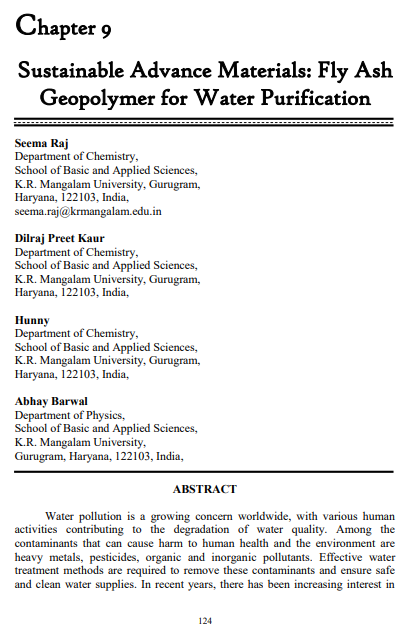 Chapter 9
Sustainable Advance Materials: Fly Ash
Geopolymer for Water Purification
Seema Raj
Department of Chemistry,
School of Basic and Applied Sciences,
K.R. Mangalam University, Gurugram,
Haryana, 122103, India,
seema.raj@krmangalam.edu.in
Dilraj Preet Kaur
Department of Chemistry,
School of Basic and Applied Sciences,
K.R. Mangalam University, Gurugram,
Haryana, 122103, India,
Hunny
Department of Chemistry,
School of Basic and Applied Sciences,
K.R. Mangalam University, Gurugram,
Haryana, 122103, India,
Abhay Barwal
Department of Physics,
School of Basic and Applied Sciences,
K.R. Mangalam University,
Gurugram, Haryana, 122103, India,
ABSTRACT
Water pollution is a growing concern worldwide, with various human
activities contributing to the degradation of water quality. Among the
contaminants that can cause harm to human health and the environment are
heavy metals, pesticides, organic and inorganic pollutants. Effective water
treatment methods are required to remove these contaminants and ensure safe
and clean water supplies. In recent years, there has been increasing interest in
124